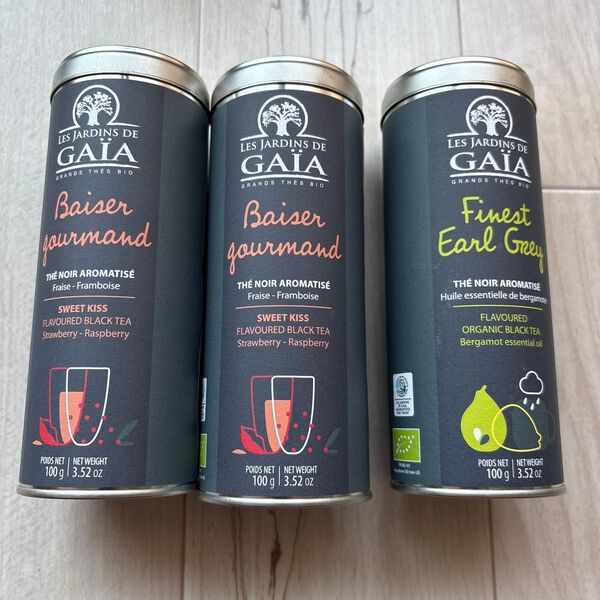 LES JARDINS DE
GAÏA
GRANDS THÉS BIO
Baiser
gourmand
THÉ NOIR AROMATISÉ
Fraise - Framboise
SWEET KISS
FLAVOURED BLACK TEA
Strawberry - Raspberry
POIDS NET | NET WEIGHT
100 g | 3.52 oz
LES JARDINS DE
GAÏA
GRANDS THÉS BIO
Baiser
gourmand
THÉ NOIR AROMATISÉ
Fraise - Framboise
SWEET KISS
FLAVOURED BLACK TEA
Strawberry - Raspberry
POIDS NET | NET WEIGHT
100 g | 3.52 oz
LES JARDINS DE
GAÏA
GRANDS THÉS BIO
Finest
Earl Grey
THÉ NOIR AROMATISÉ
Huile essentielle de bergamote
FLAVOURED
ORGANIC BLACK TEA
Bergamot essential oil
POIDS NET | NET WEIGHT
100 g | 3.52 oz